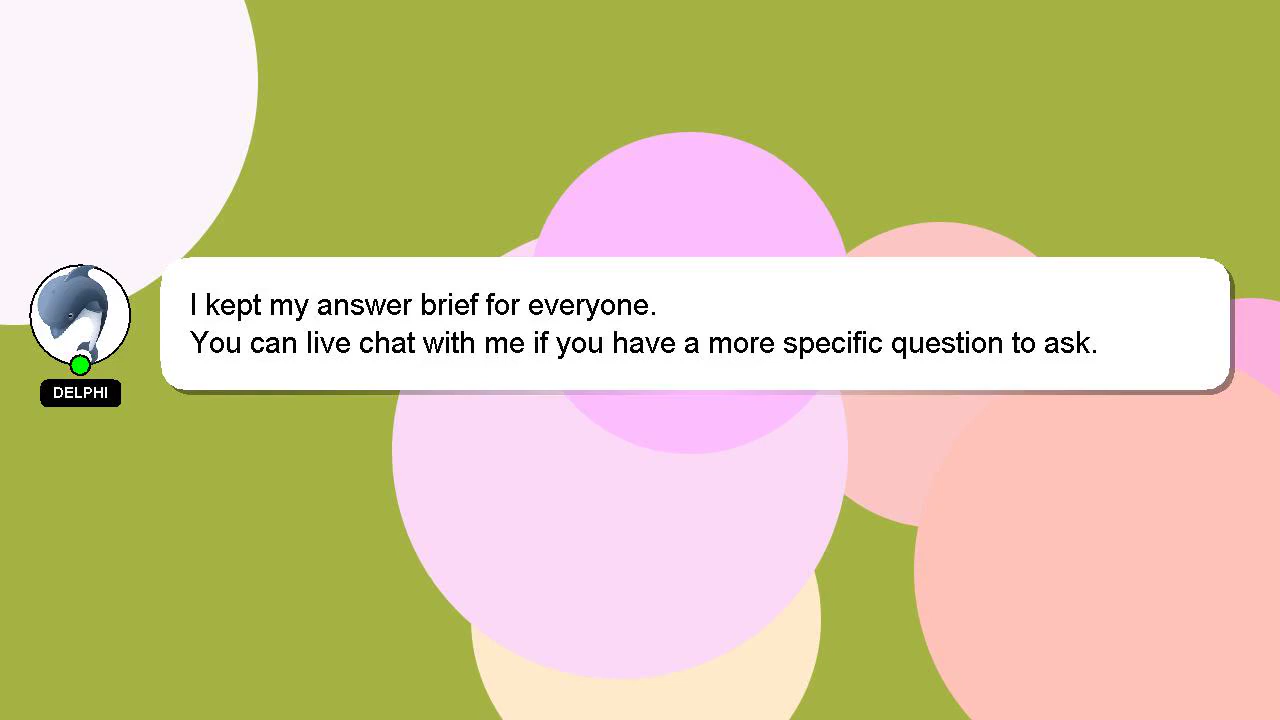 I kept my answer brief for everyone.
You can live chat with me if you have a more specific question to ask.
DELPHI